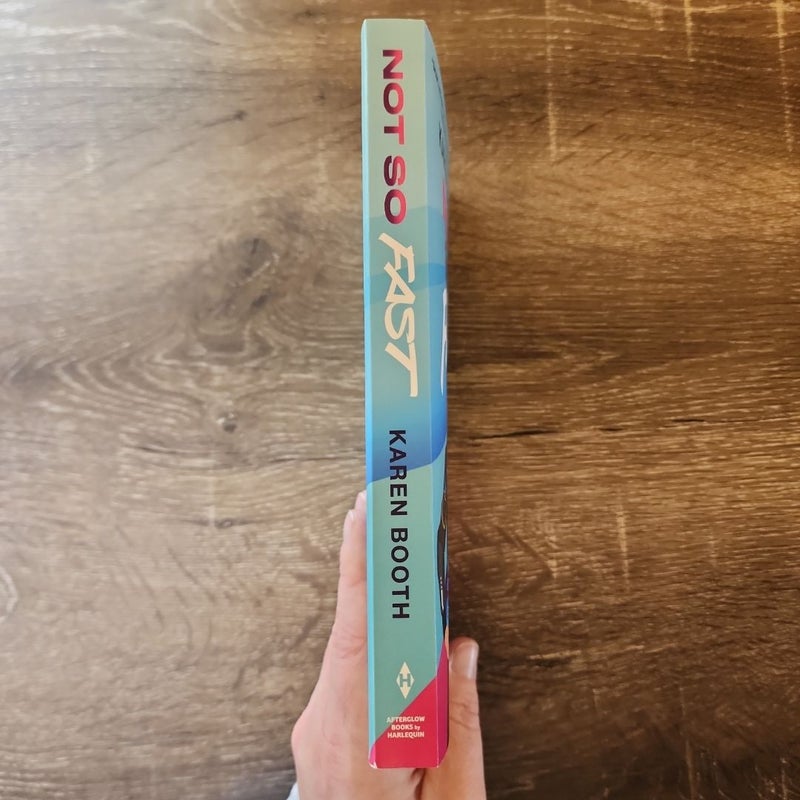 NOT SO
FAST
KAREN BOOTH
H
AFTERGLOW
BOOKS by
HARLEQUIN